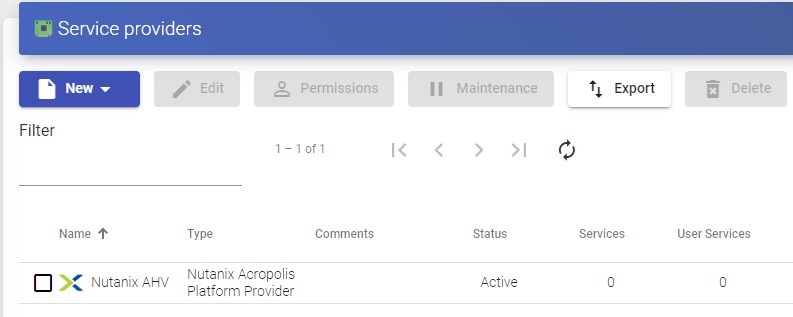 Service providers
New Edit Permissions Maintenance Export Delete
Filter
1 – 1 of 1
Name Type Comments Status Services User Services
Nutanix AHV Nutanix Acropolis Active 0 0
Platform Provider